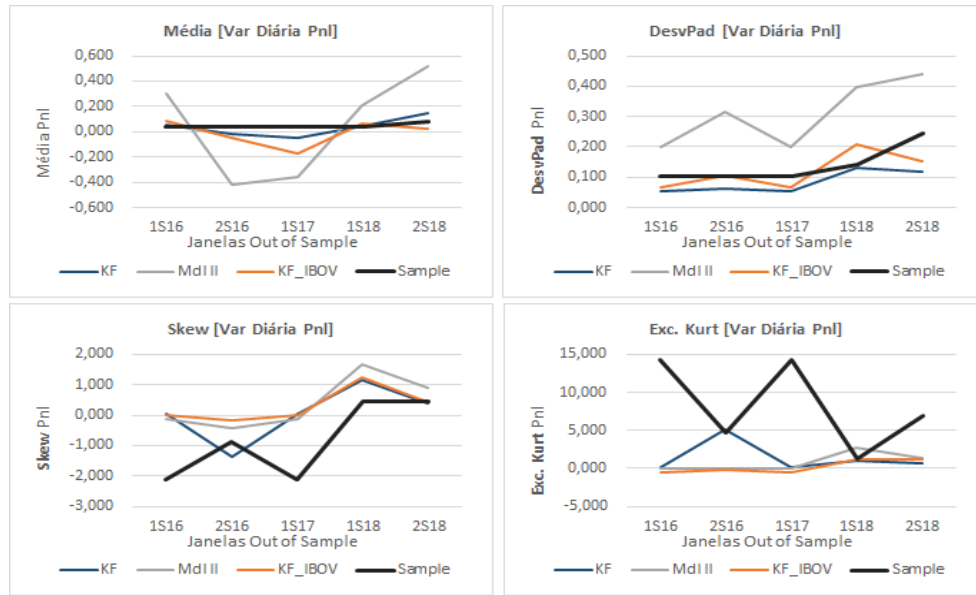 Média [Var Diária Pnl]
0,600
0,400
0,200
0,000
-0,200
-0,400
-0,600
Média Pnl
1S16 2S16 1S17 1S18 2S18
Janelas Out of Sample
KF Mdl II KF_IBOV Sample
DesvPad [Var Diária Pnl]
0,500
0,400
0,300
0,200
0,100
0,000
DesvPad Pnl
1S16 2S16 1S17 1S18 2S18
Janelas Out of Sample
KF Mdl II KF_IBOV Sample
Skew [Var Diária Pnl]
2,000
1,000
0,000
-1,000
-2,000
-3,000
Skew Pnl
1S16 2S16 1S17 1S18 2S18
Janelas Out of Sample
KF Mdl II KF_IBOV Sample
Exc. Kurt [Var Diária Pnl]
15,000
10,000
5,000
0,000
-5,000
Exc. Kurt Pnl
1S16 2S16 1S17 1S18 2S18
Janelas Out of Sample
KF Mdl II KF_IBOV Sample